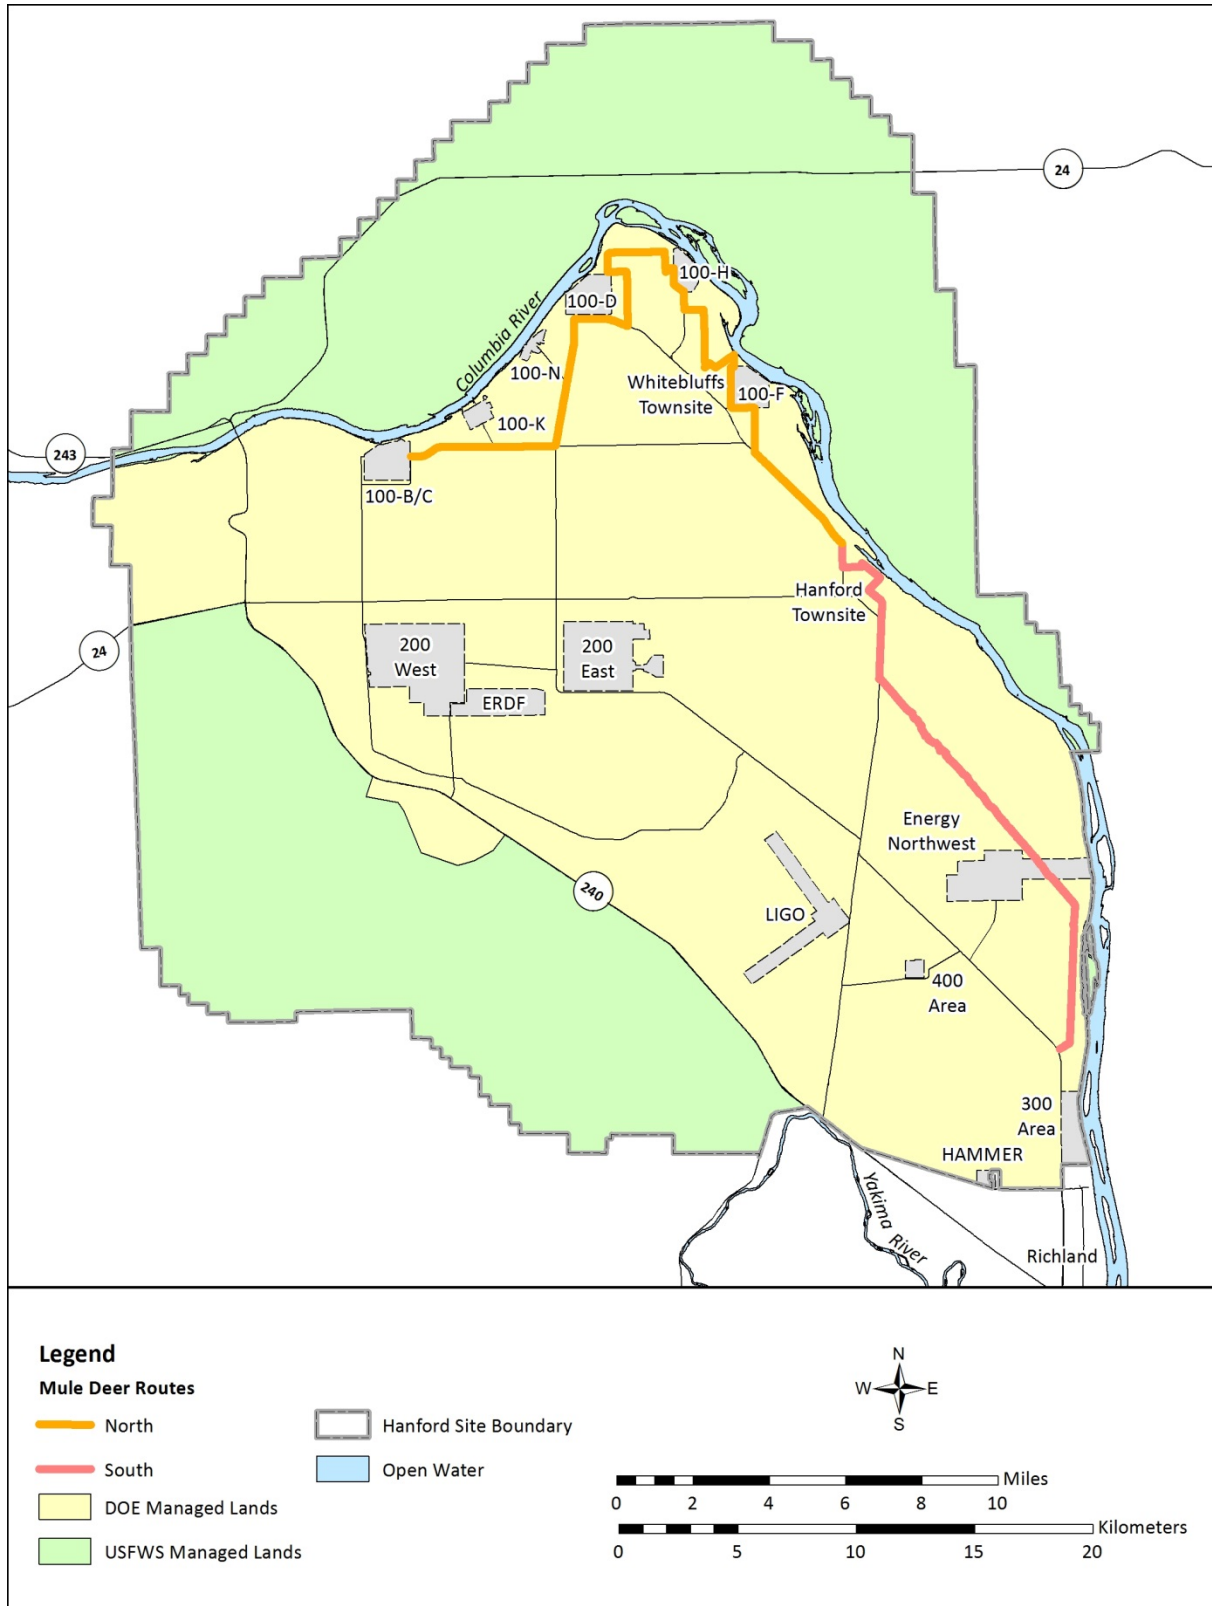 24
100-H
100-D
Columbia River
100-N
Whitebluffs
Townsite
100-F
100-K
243
100-B/C
Hanford
Townsite
24
200
West
200
East
ERDF
Energy
Northwest
240
LIGO
400
Area
300
Area
HAMMER
Yakima
River
Richland
Legend
Mule Deer Routes
North
South
DOE Managed Lands
USFWS Managed Lands
Hanford Site Boundary
Open Water
N
W
E
S
Miles
0 2 4 6 8 10
Kilometers
0 5 10 15 20